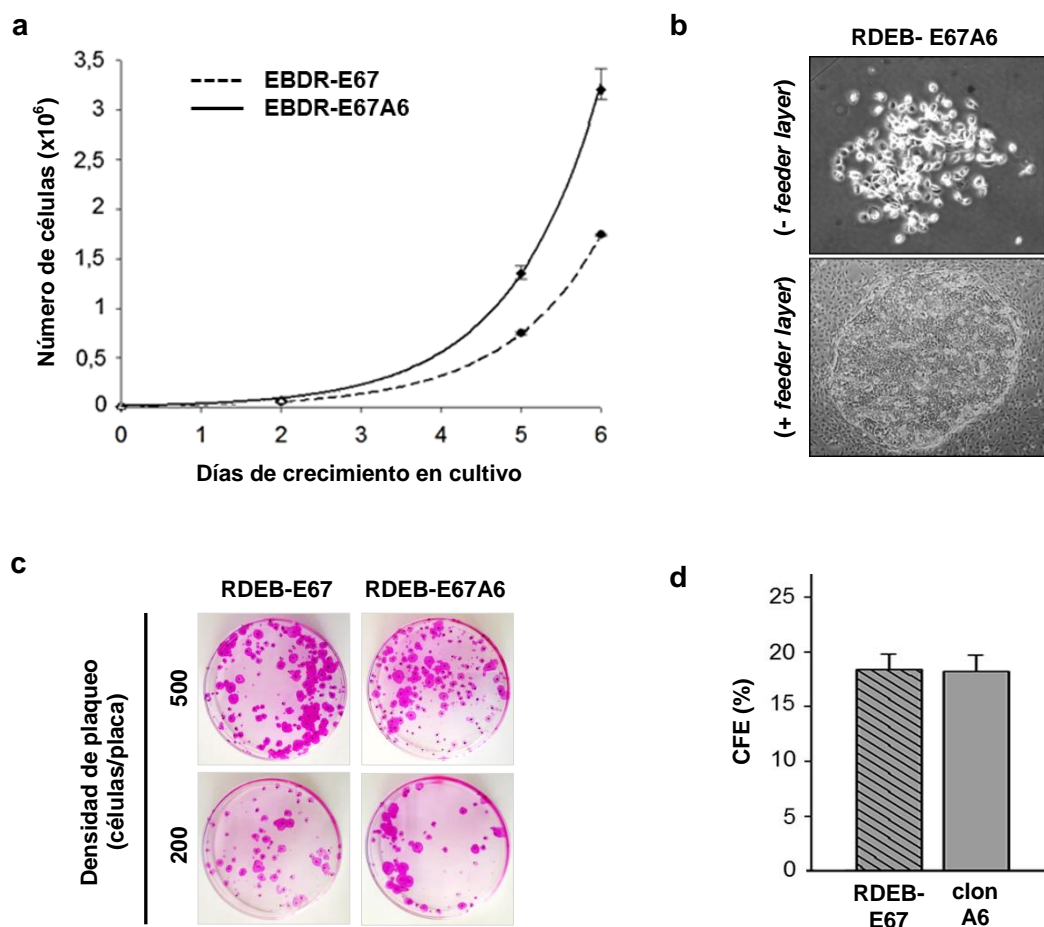 a
Número de células (x10⁶)
3,5
3
2,5
2
1,5
1
0,5
0
EBDR-E67
EBDR-E67A6
0 1 2 3 4 5 6
Días de crecimiento en cultivo
b
RDEB- E67A6
(- feeder layer)
(+ feeder layer)
c
RDEB-E67 RDEB-E67A6
Densidad de plaqueo
(células/placa)
500
200
d
CFE (%)
25
20
15
10
5
0
RDEB-
E67
clon
A6